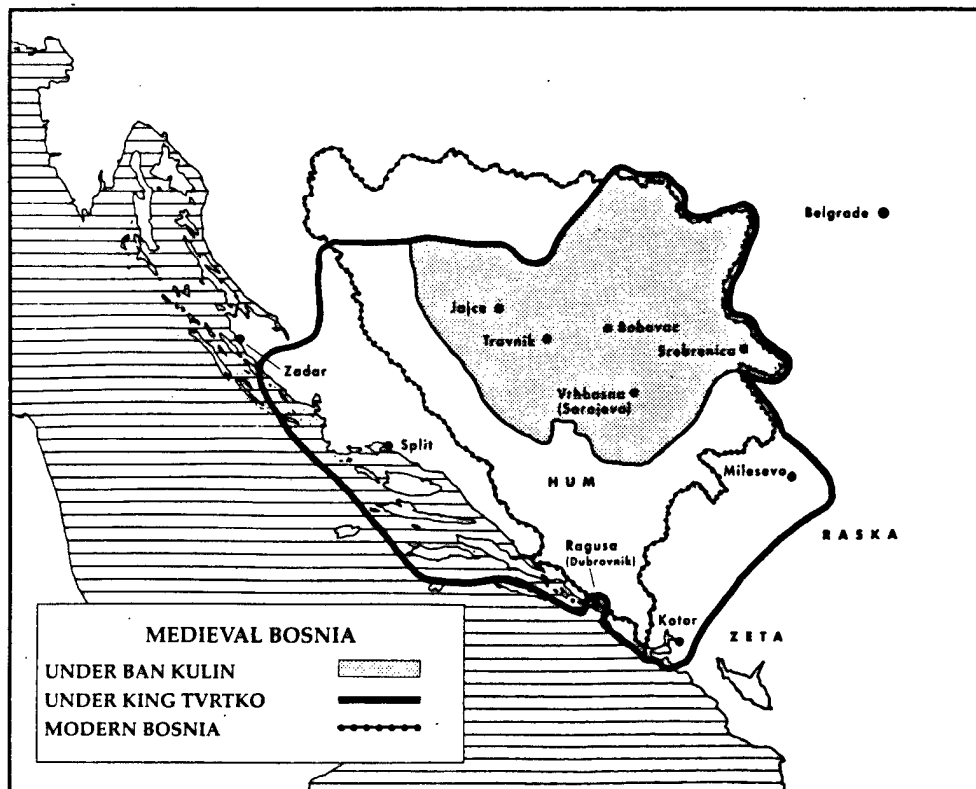 Belgrade
Jajce
Bobovac
Travnik
Srebrenica
Zadar
Vrhbosna
(Sarajevo)
Split
Milesevo
HUM
RASKA
Ragusa
(Dubrovnik)
Kotor
ZETA
MEDIEVAL BOSNIA
UNDER BAN KULIN
UNDER KING TVRTKO
MODERN BOSNIA